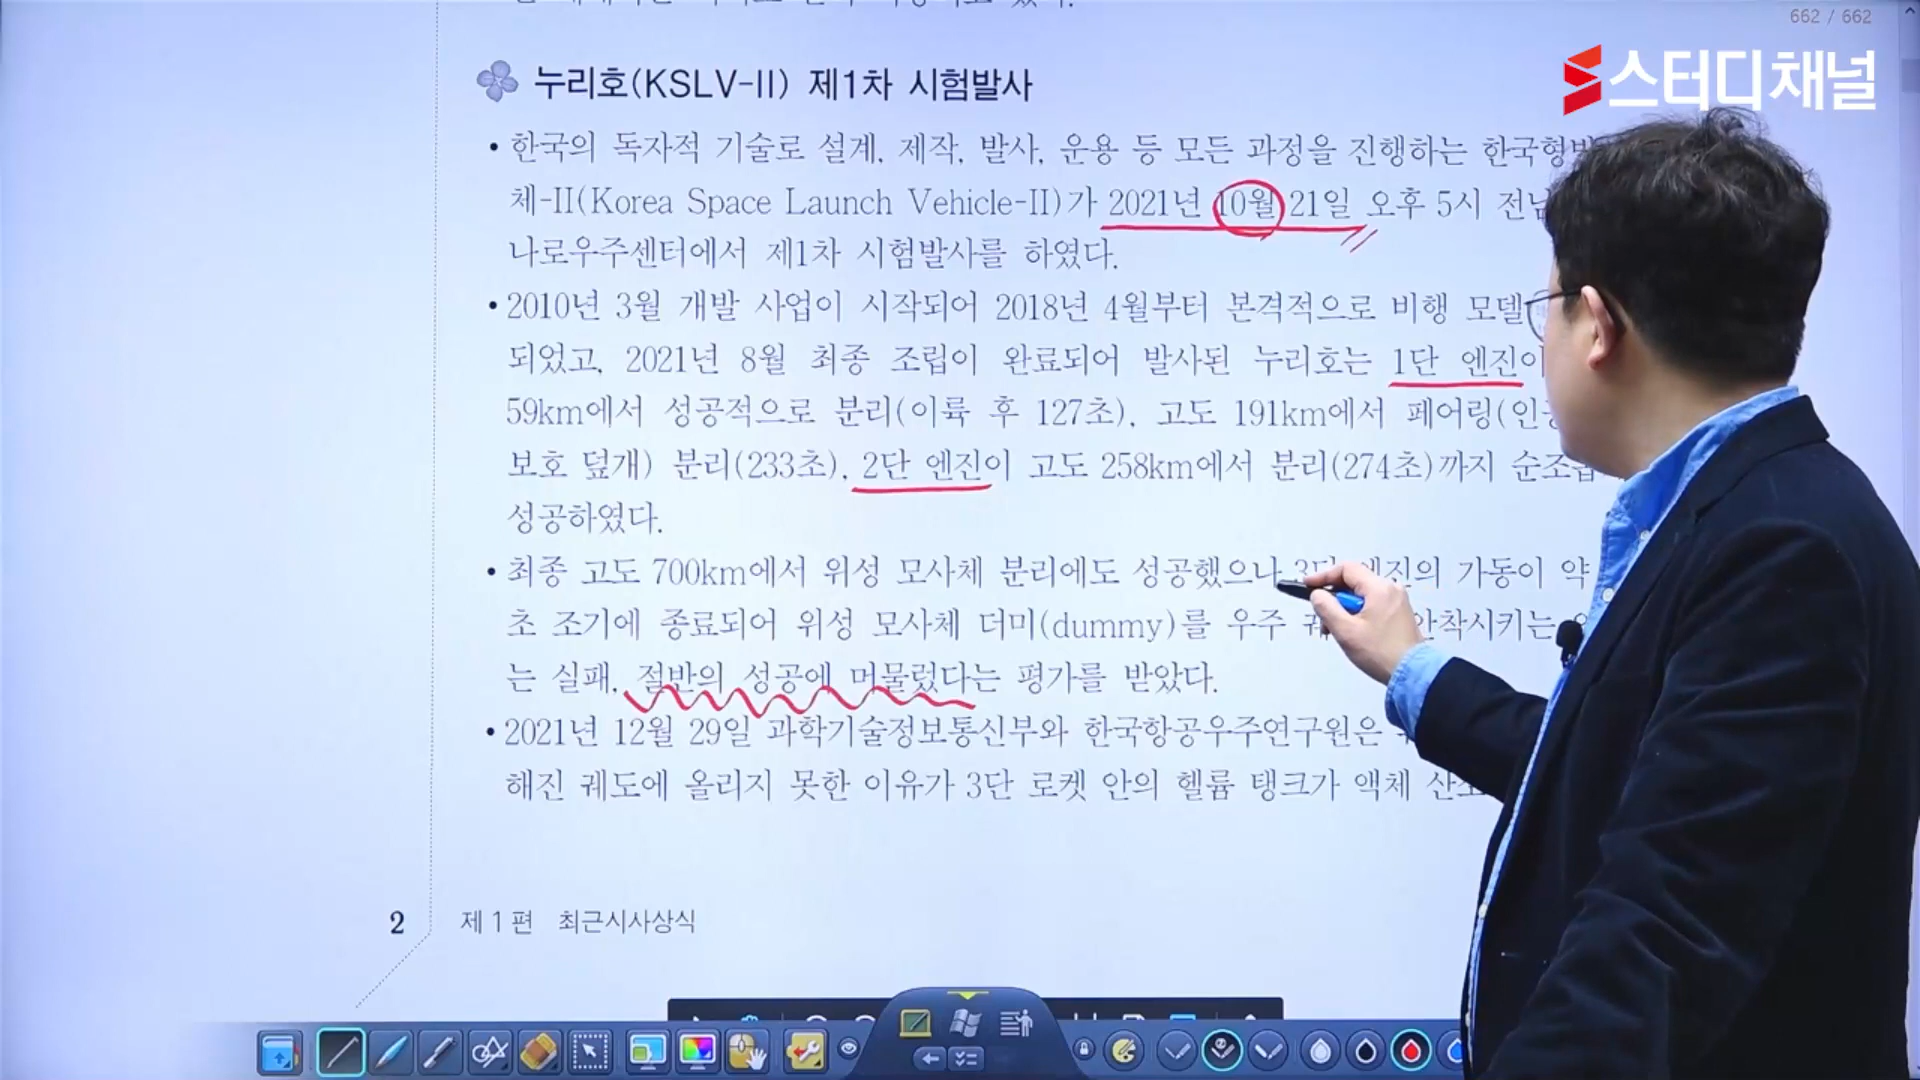 662 / 662
스터디채널
누리호(KSLV-II) 제1차 시험발사
• 한국의 독자적 기술로 설계, 제작, 발사, 운용 등 모든 과정을 진행하는 한국형
체-II(Korea Space Launch Vehicle-II)가 2021년 10월 21일 오후 5시 전남
나로우주센터에서 제1차 시험발사를 하였다.
• 2010년 3월 개발 사업이 시작되어 2018년 4월부터 본격적으로 비행 모델
되었고, 2021년 8월 최종 조립이 완료되어 발사된 누리호는 1단 엔진이
59km에서 성공적으로 분리(이륙 후 127초), 고도 191km에서 페어링(인공
보호 덮개) 분리(233초), 2단 엔진이 고도 258km에서 분리(274초)까지 순조롭
성공하였다.
• 최종 고도 700km에서 위성 모사체 분리에도 성공했으나 3단 엔진의 가동이 약
초 조기에 종료되어 위성 모사체 더미(dummy)를 우주 안착시키는
는 실패, 절반의 성공에 머물렀다는 평가를 받았다.
• 2021년 12월 29일 과학기술정보통신부와 한국항공우주연구원은
해진 궤도에 올리지 못한 이유가 3단 로켓 안의 헬륨 탱크가 액체 산소
2 제1편 최근시사상식